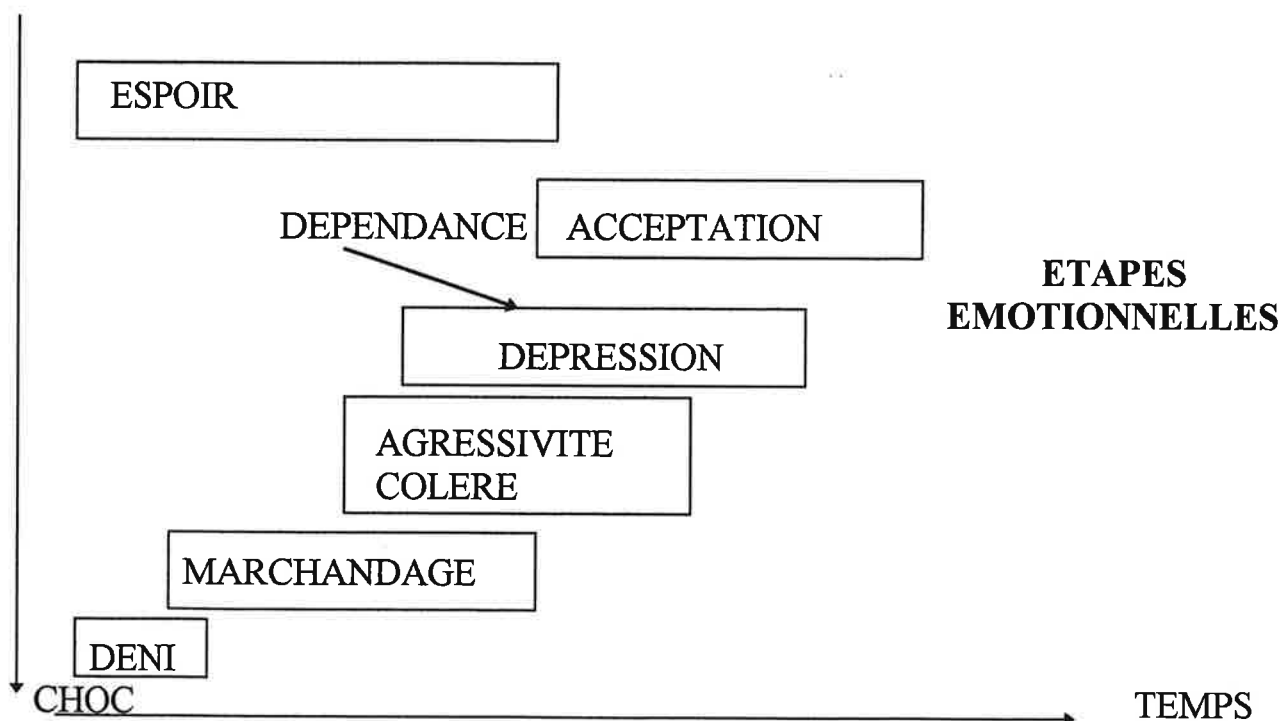 ESPOIR
DEPENDANCE
ACCEPTATION
ETAPES
EMOTIONNELLES
DEPRESSION
AGRESSIVITE
COLERE
MARCHANDAGE
DENI
CHOC
TEMPS